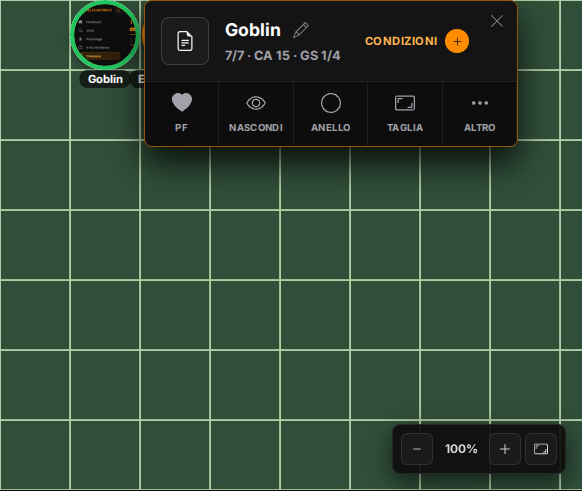 Goblin
7/7 · CA 15 · GS 1/4
CONDIZIONI
PF
NASCONDI
ANELLO
TAGLIA
ALTRO
Goblin
100%